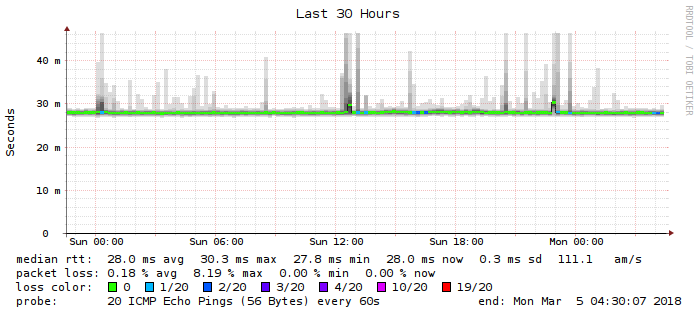 Last 30 Hours
RRDTOOL / TOBI OETIKER
Seconds
40 m
30 m
20 m
10 m
0
Sun 00:00 Sun 06:00 Sun 12:00 Sun 18:00 Mon 00:00
median rtt: 28.0 ms avg 30.3 ms max 27.8 ms min 28.0 ms now 0.3 ms sd 111.1 am/s
packet loss: 0.18 % avg 8.19 % max 0.00 % min 0.00 % now
loss color: 0 1/20 2/20 3/20 4/20 10/20 19/20
probe: 20 ICMP Echo Pings (56 Bytes) every 60s end: Mon Mar 5 04:30:07 2018